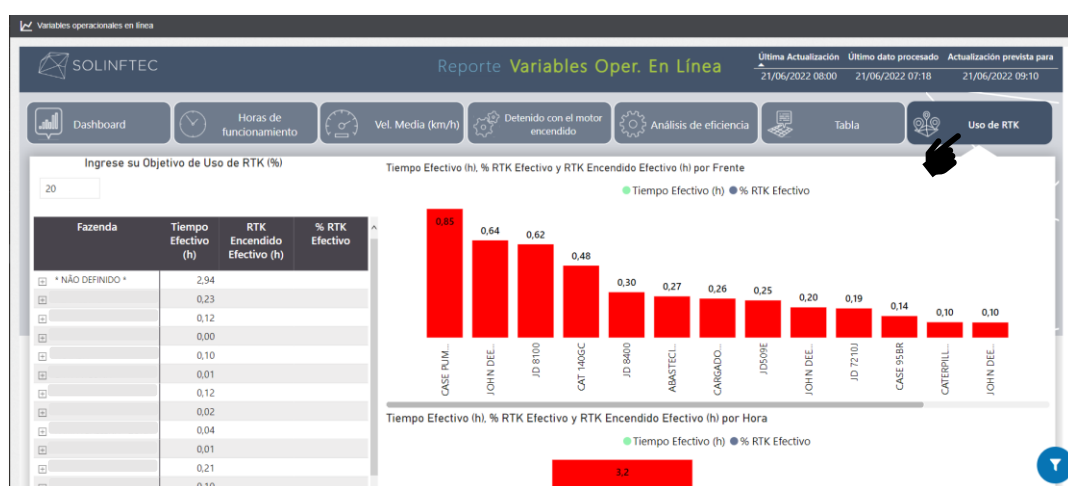 Variables operacionales en línea
SOLINFTEC
Reporte Variables Oper. En Línea
Última Actualización Último dato procesado Actualización prevista para
21/06/2022 08:00 21/06/2022 07:18 21/06/2022 09:10
Dashboard
Horas de
funcionamiento
Vel. Media (km/h)
Detenido con el motor
encendido
Análisis de eficiencia
Tabla
Uso de RTK
Ingrese su Objetivo de Uso de RTK (%)
20
Fazenda Tiempo Efectivo (h) RTK Encendido Efectivo (h) % RTK Efectivo
* NÃO DEFINIDO * 2,94
0,23
0,12
0,00
0,10
0,01
0,12
0,02
0,04
0,01
0,21
0,10
Tiempo Efectivo (h), % RTK Efectivo y RTK Encendido Efectivo (h) por Frente
Tiempo Efectivo (h) % RTK Efectivo
0,85 0,64 0,62 0,48 0,30 0,27 0,26 0,25 0,20 0,19 0,14 0,10 0,10
CASE PUM...
JOHN DEE...
JD 8100
CAT 140GC
JD 8400
ABASTECI...
CARGADO...
JD509E
JOHN DEE...
JD 7210J
CASE 95BR
CATERPILL...
JOHN DEE...
Tiempo Efectivo (h), % RTK Efectivo y RTK Encendido Efectivo (h) por Hora
Tiempo Efectivo (h) % RTK Efectivo
3,2